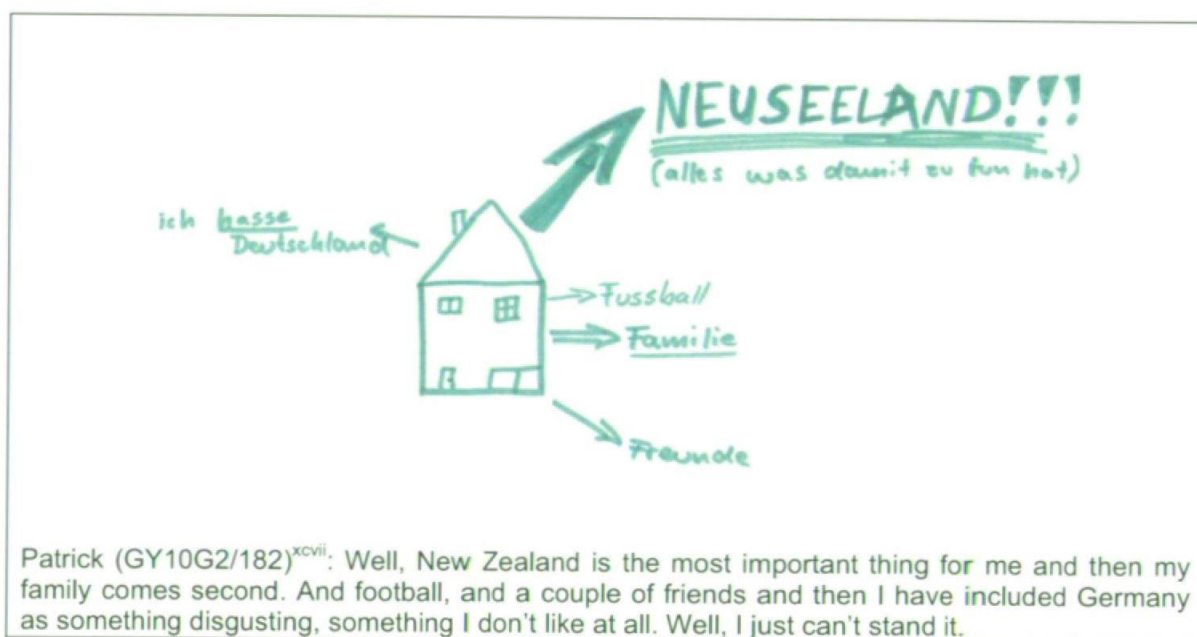 NEUSEELAND!!!
(alles was damit zu tun hat)
ich hasse
Deutschland
Fussball
Familie
Freunde
Patrick (GY10G2/182)xcvii: Well, New Zealand is the most important thing for me and then my
family comes second. And football, and a couple of friends and then I have included Germany
as something disgusting, something I don't like at all. Well, I just can't stand it.